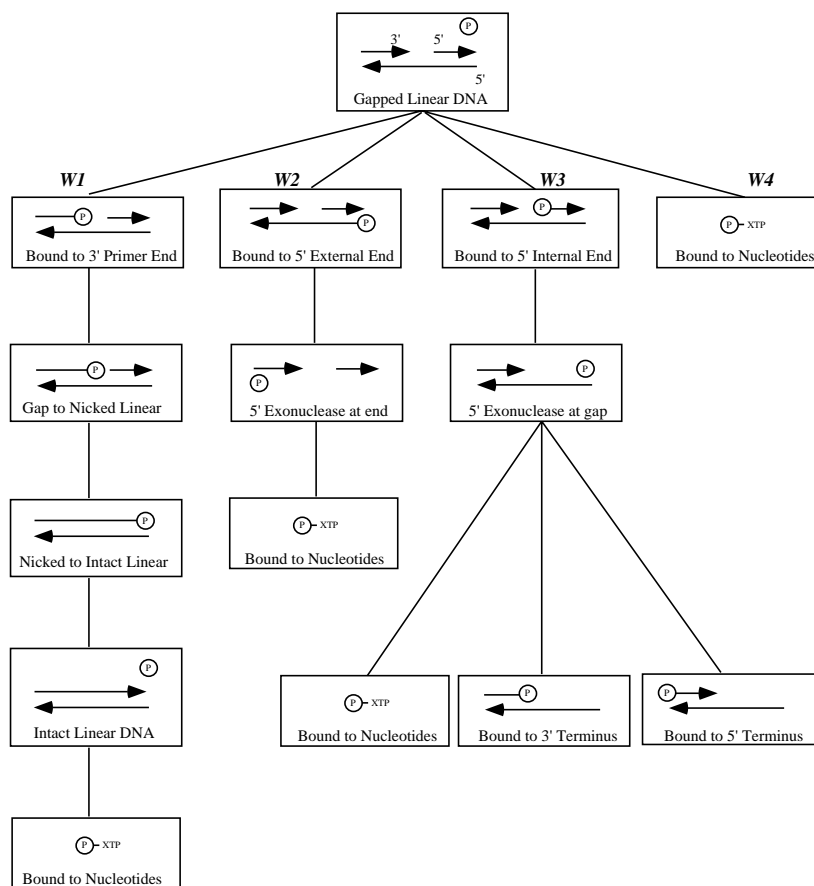 P
3' 5'
5'
Gapped Linear DNA
W1 W2 W3 W4
P
Bound to 3' Primer End
P
Bound to 5' External End
P
Bound to 5' Internal End
P XTP
Bound to Nucleotides
P
Gap to Nicked Linear
P
5' Exonuclease at end
P
5' Exonuclease at gap
P
Nicked to Intact Linear
P XTP
Bound to Nucleotides
P
Intact Linear DNA
P XTP
Bound to Nucleotides
P
Bound to 3' Terminus
P
Bound to 5' Terminus
P XTP
Bound to Nucleotides